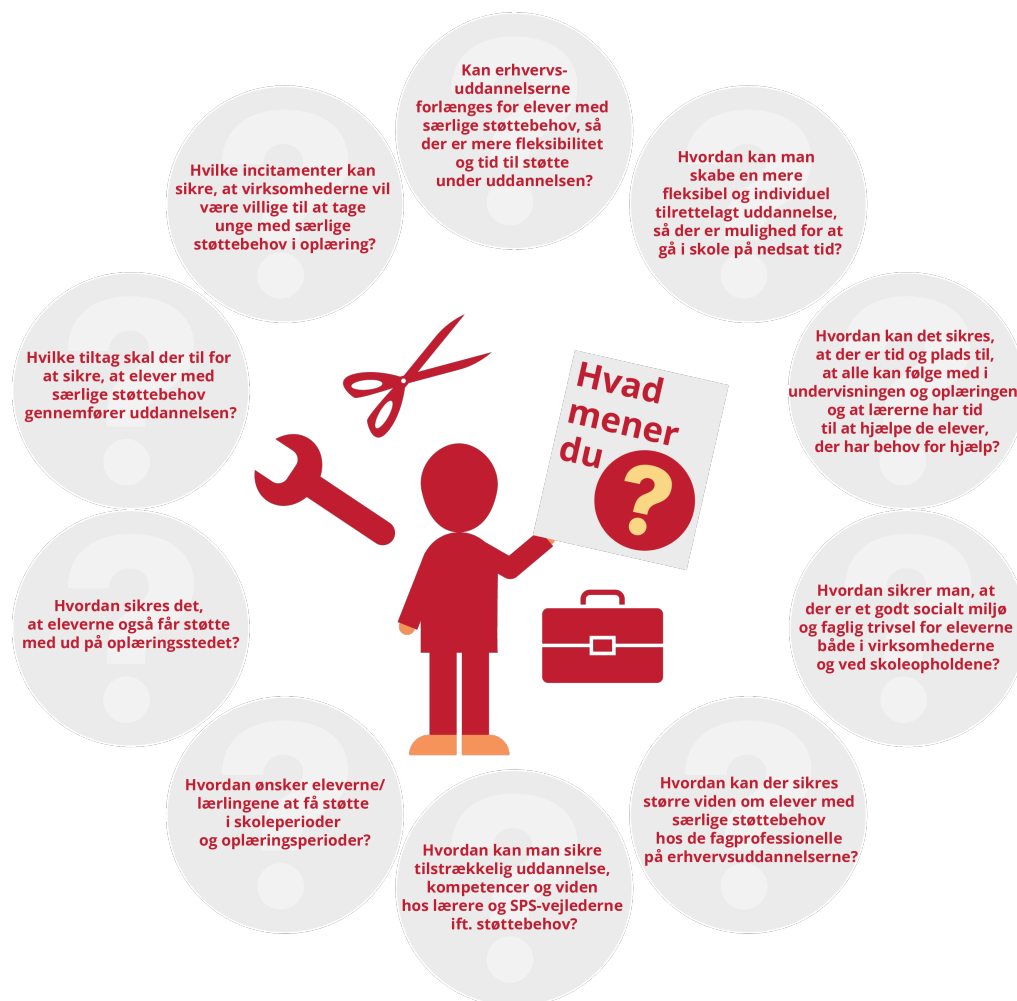 Kan erhvervs-
uddannelserne
forlænges for elever med
særlige støttebehov, så
der er mere fleksibilitet
og tid til støtte
under uddannelsen?
Hvordan kan man
skabe en mere
fleksibel og individuel
tilrettelagt uddannelse,
så der er mulighed for at
gå i skole på nedsat tid?
Hvordan kan det sikres,
at der er tid og plads til,
at alle kan følge med i
undervisningen og oplæringen
og at lærerne har tid
til at hjælpe de elever,
der har behov for hjælp?
Hvordan sikrer man, at
der er et godt socialt miljø
og faglig trivsel for eleverne
både i virksomhederne
og ved skoleopholdene?
Hvordan kan der sikres
større viden om elever med
særlige støttebehov
hos de fagprofessionelle
på erhvervsuddannelserne?
Hvordan kan man sikre
tilstrækkelig uddannelse,
kompetencer og viden
hos lærere og SPS-vejlederne
ift. støttebehov?
Hvordan ønsker eleverne/
lærlingene at få støtte
i skoleperioder
og oplæringsperioder?
Hvordan sikres det,
at eleverne også får støtte
med ud på oplæringsstedet?
Hvilke tiltag skal der til for
at sikre, at elever med
særlige støttebehov
gennemfører uddannelsen?
Hvilke incitamenter kan
sikre, at virksomhederne vil
være villige til at tage
unge med særlige
støttebehov i oplæring?
Hvad
mener
du
?